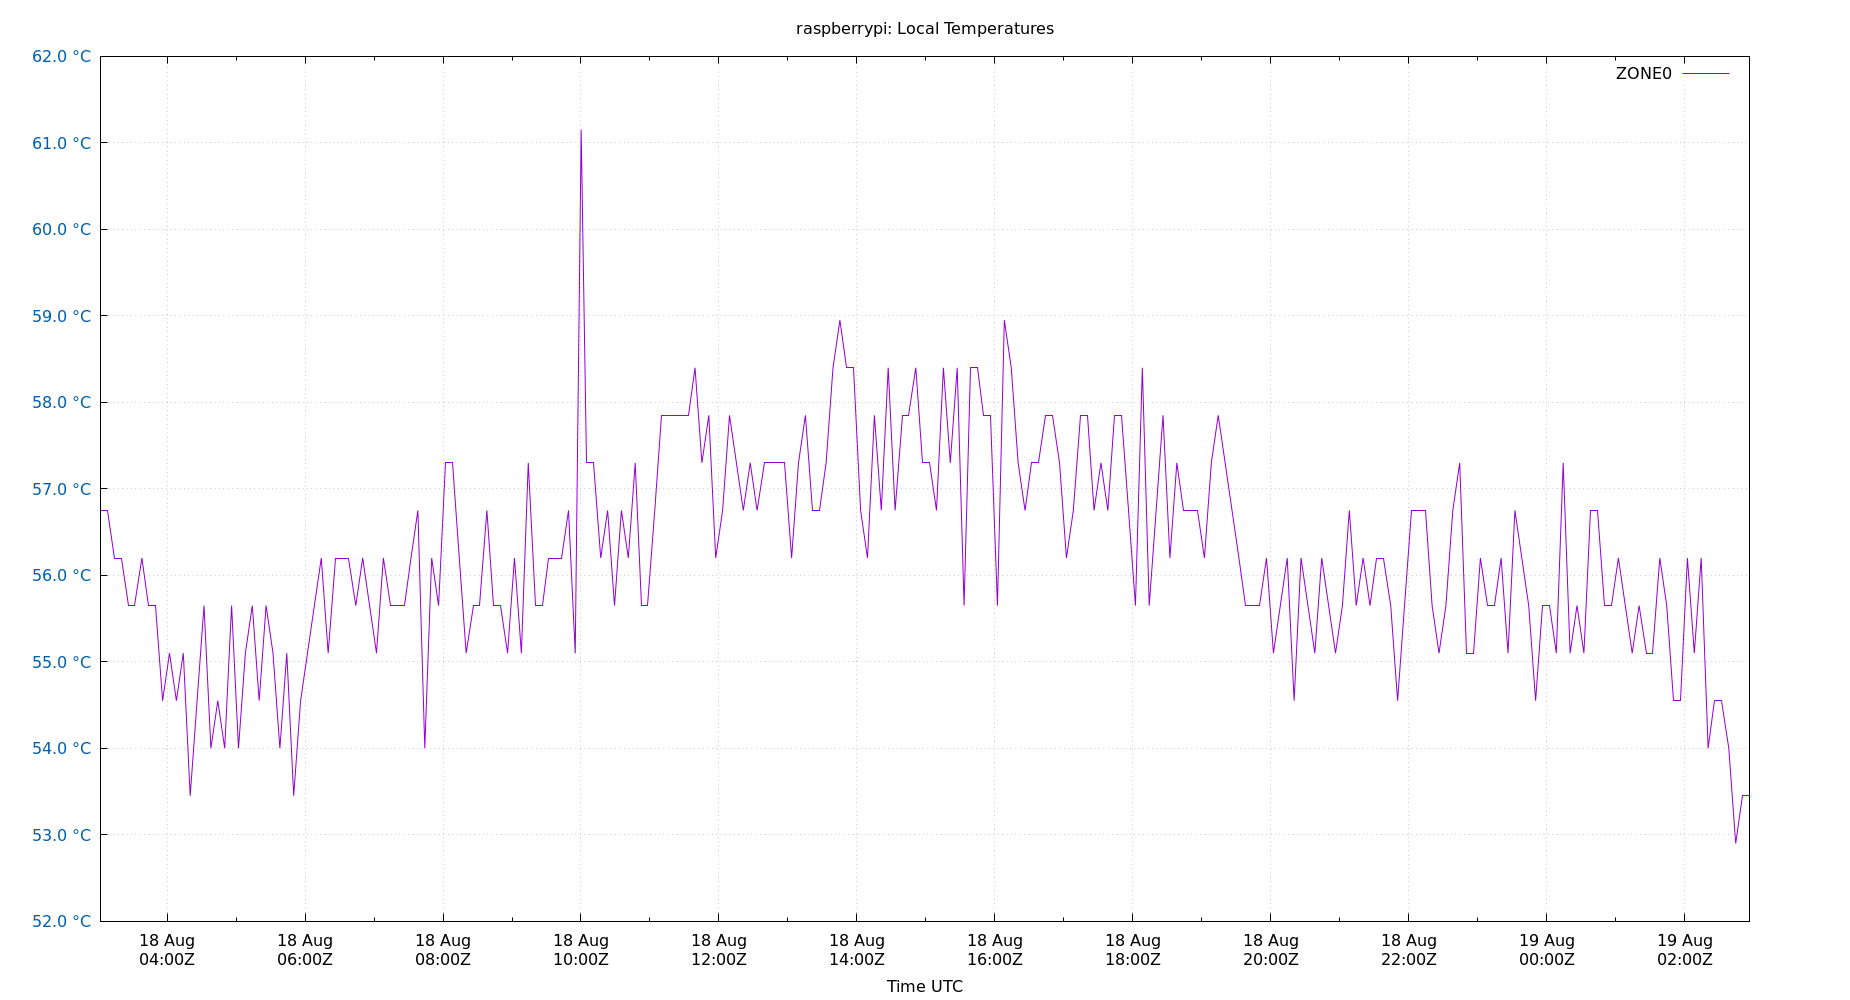 raspberrypi: Local Temperatures
62.0 °C
ZONE0
61.0 °C
60.0 °C
59.0 °C
58.0 °C
57.0 °C
56.0 °C
55.0 °C
54.0 °C
53.0 °C
52.0 °C
18 Aug 18 Aug 18 Aug 18 Aug 18 Aug 18 Aug 18 Aug 18 Aug 18 Aug 18 Aug 19 Aug 19 Aug
04:00Z 06:00Z 08:00Z 10:00Z 12:00Z 14:00Z 16:00Z 18:00Z 20:00Z 22:00Z 00:00Z 02:00Z
Time UTC